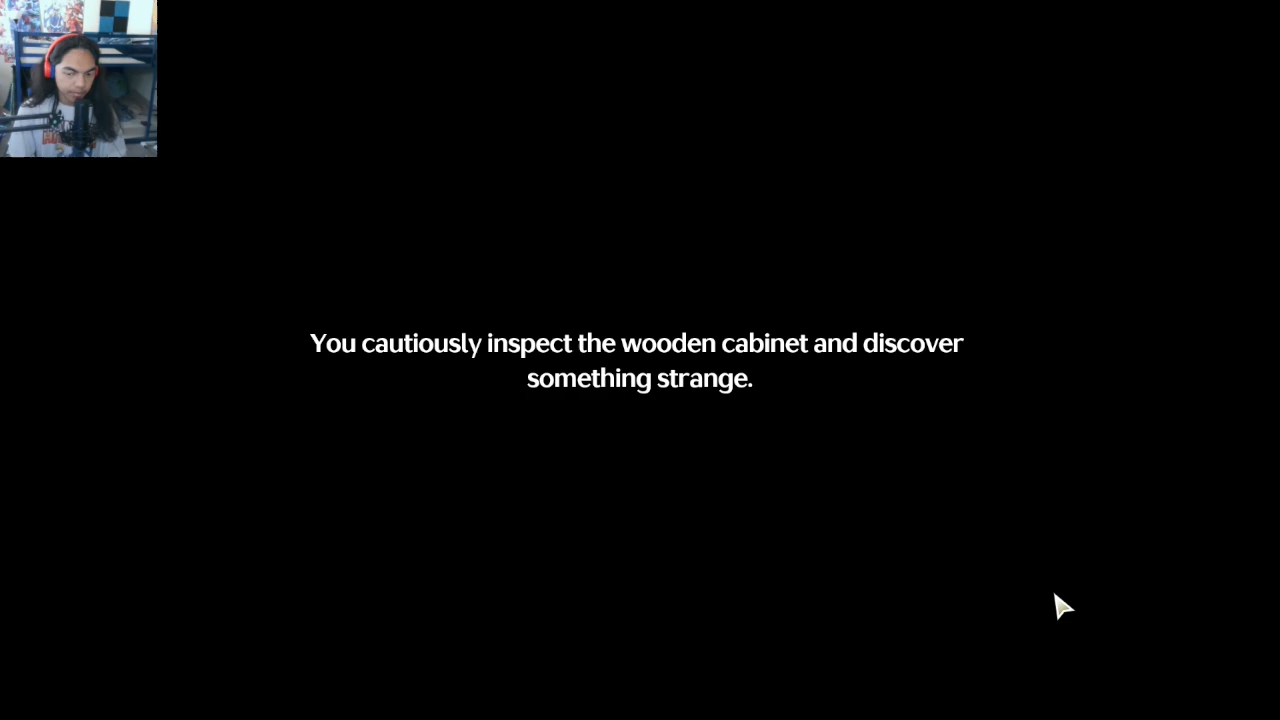 You cautiously inspect the wooden cabinet and discover
something strange.